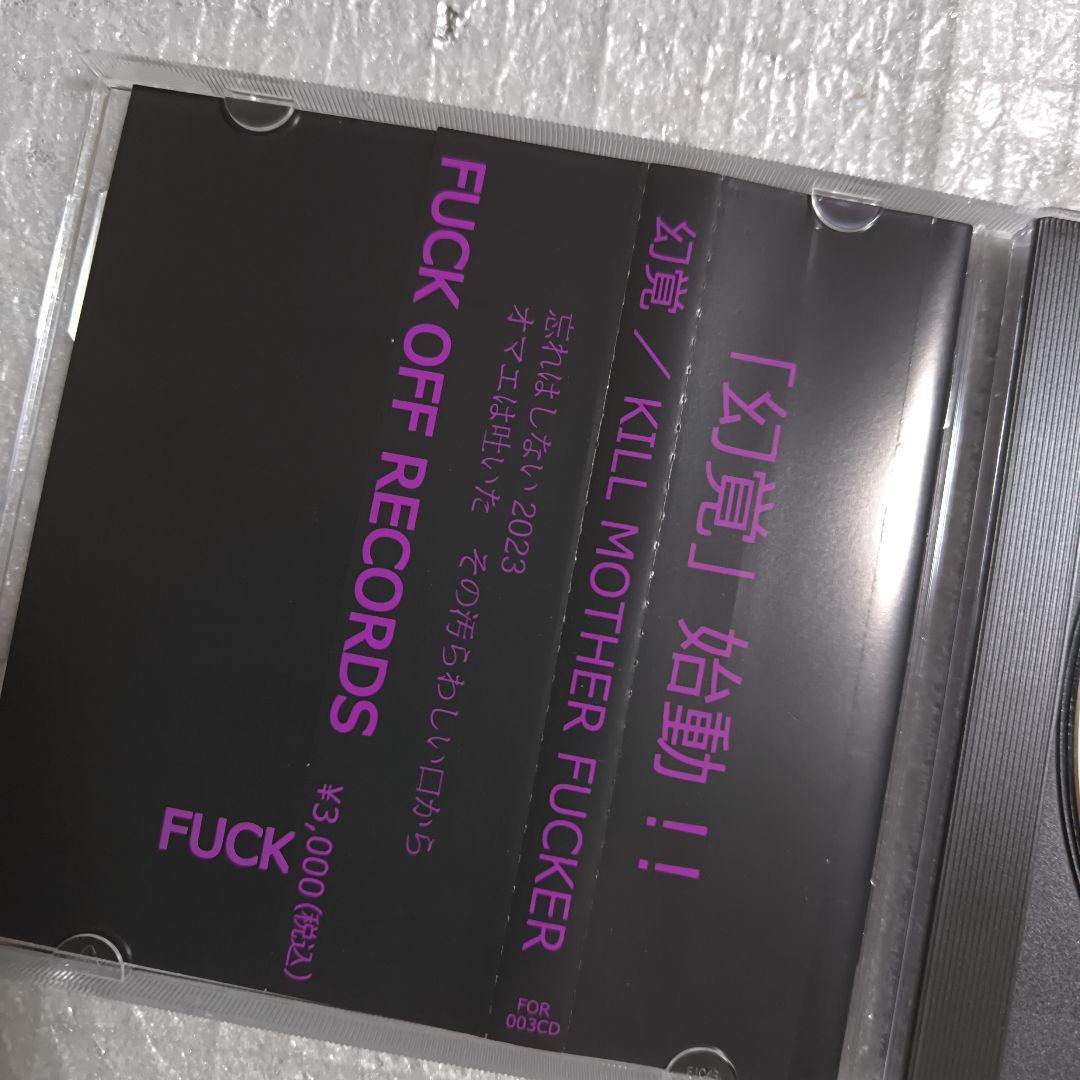 「幻覚」始動！！
幻覚 / KILL MOTHER FUCKER
FOR
003CD
忘れはしない 2023
オマエは吐いた その汚らわしい口から
FUCK OFF RECORDS
¥3,000(税込)
FUCK